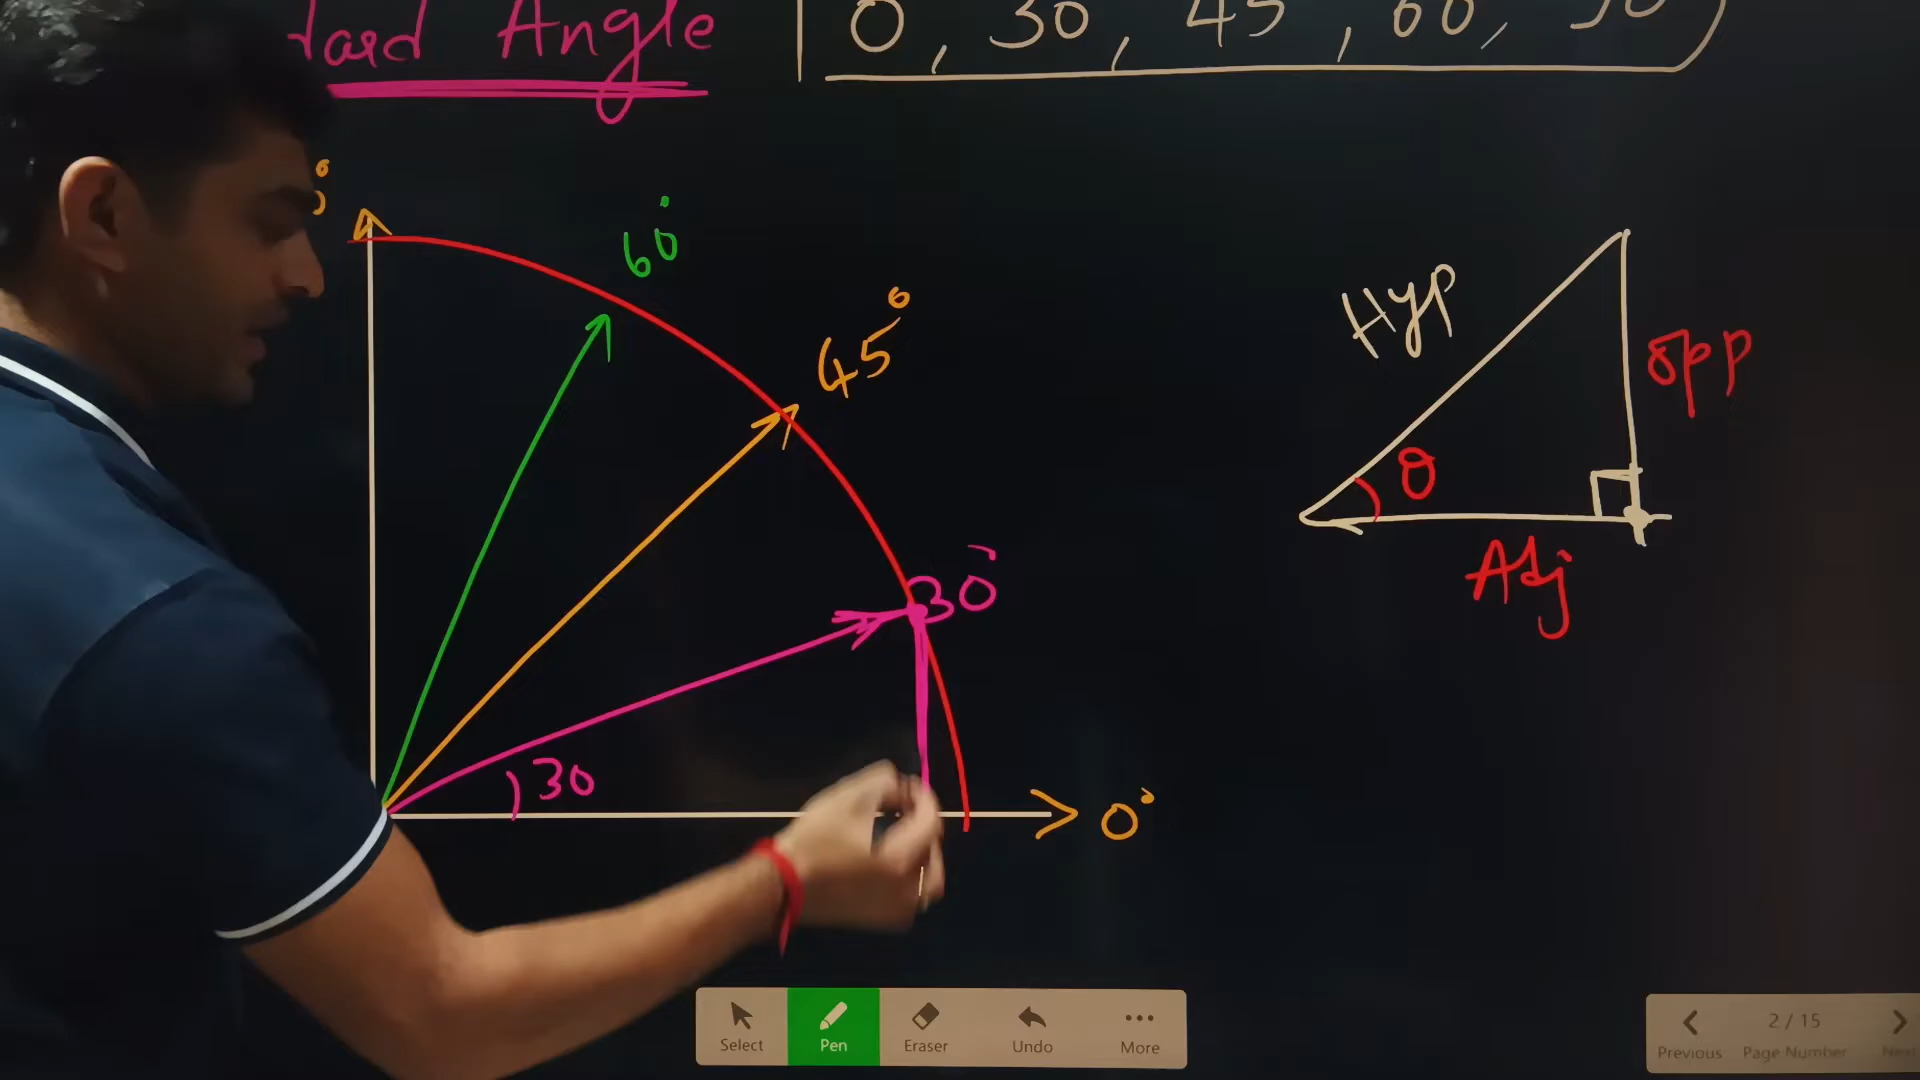 Angle
0, 30, 45, 60,
60°
45°
Hyp
opp
θ
30°
Adj
30
0°
Select Pen Eraser Undo More
2 / 15
Previous Page Number Next